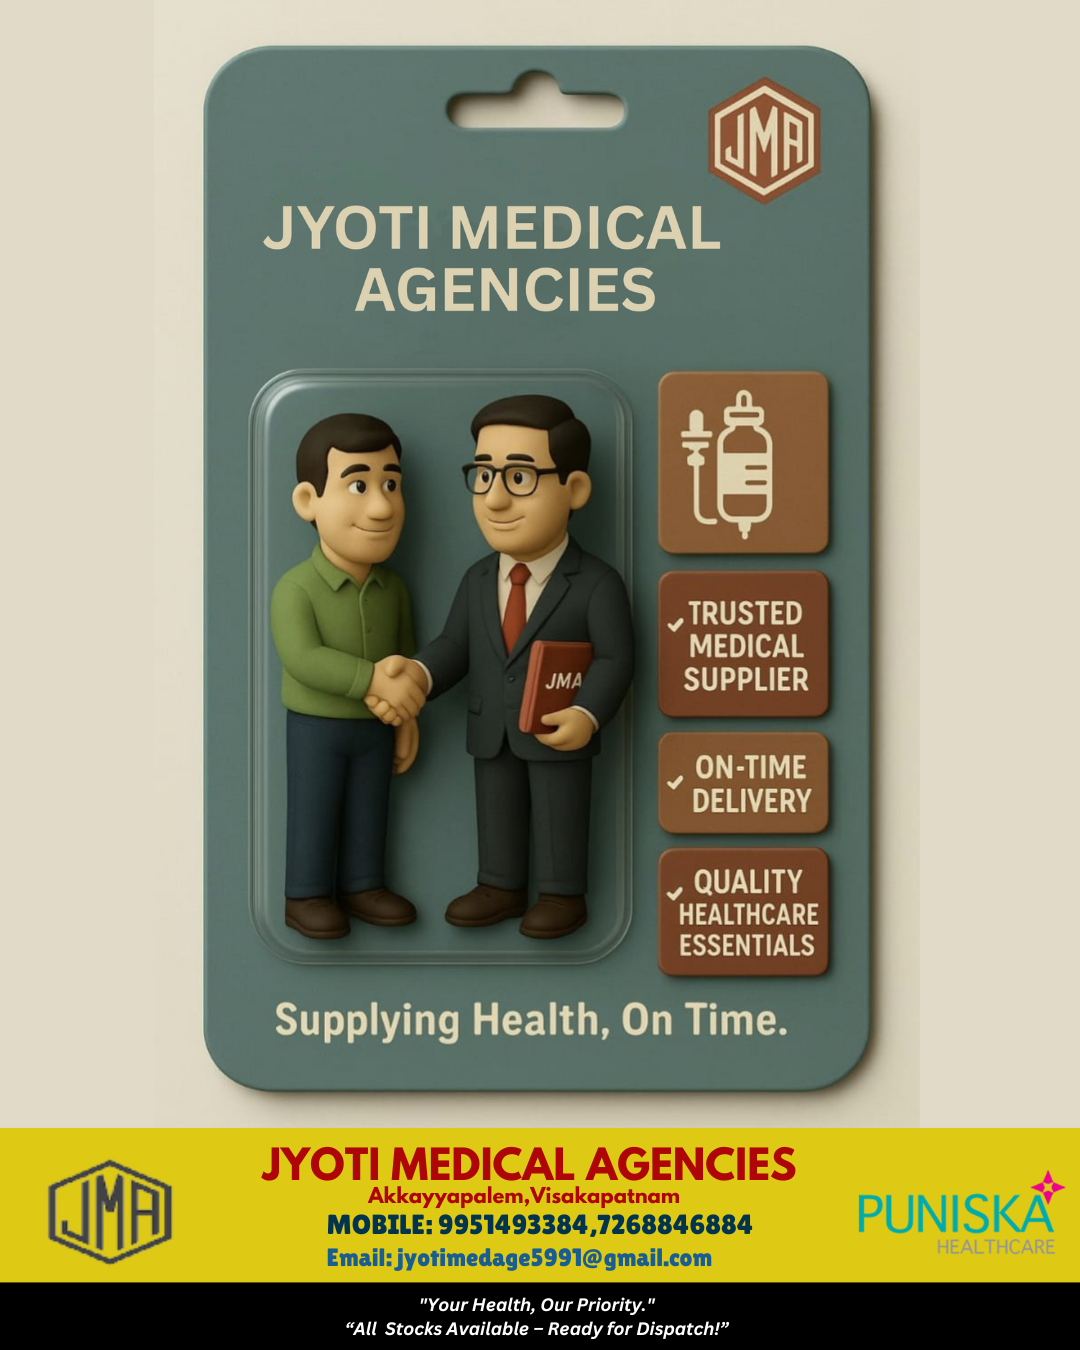 JMA
JYOTI MEDICAL
AGENCIES
JMA
TRUSTED
MEDICAL
SUPPLIER
ON-TIME
DELIVERY
QUALITY
HEALTHCARE
ESSENTIALS
Supplying Health, On Time.
JMA
JYOTI MEDICAL AGENCIES
Akkayyapalem,Visakapatnam
MOBILE: 9951493384,7268846884
Email: jyotimedage5991@gmail.com
PUNISKA
HEALTHCARE
"Your Health, Our Priority."
“All Stocks Available – Ready for Dispatch!”